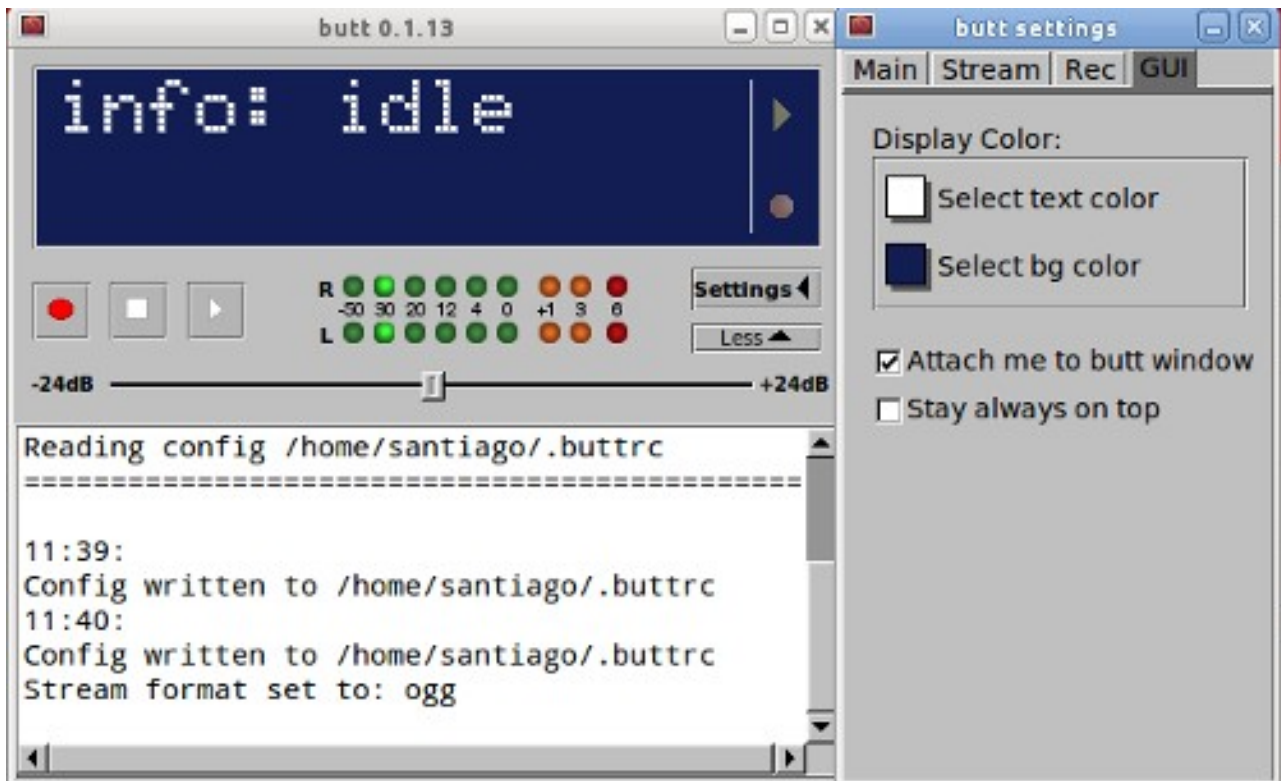 butt 0.1.13
info: idle
R
-50 30 20 12 4 0 +1 3 6
L
Settings
Less
-24dB +24dB
Reading config /home/santiago/.buttrc
=============================================
11:39:
Config written to /home/santiago/.buttrc
11:40:
Config written to /home/santiago/.buttrc
Stream format set to: ogg
butt settings
Main Stream Rec GUI
Display Color:
Select text color
Select bg color
Attach me to butt window
Stay always on top